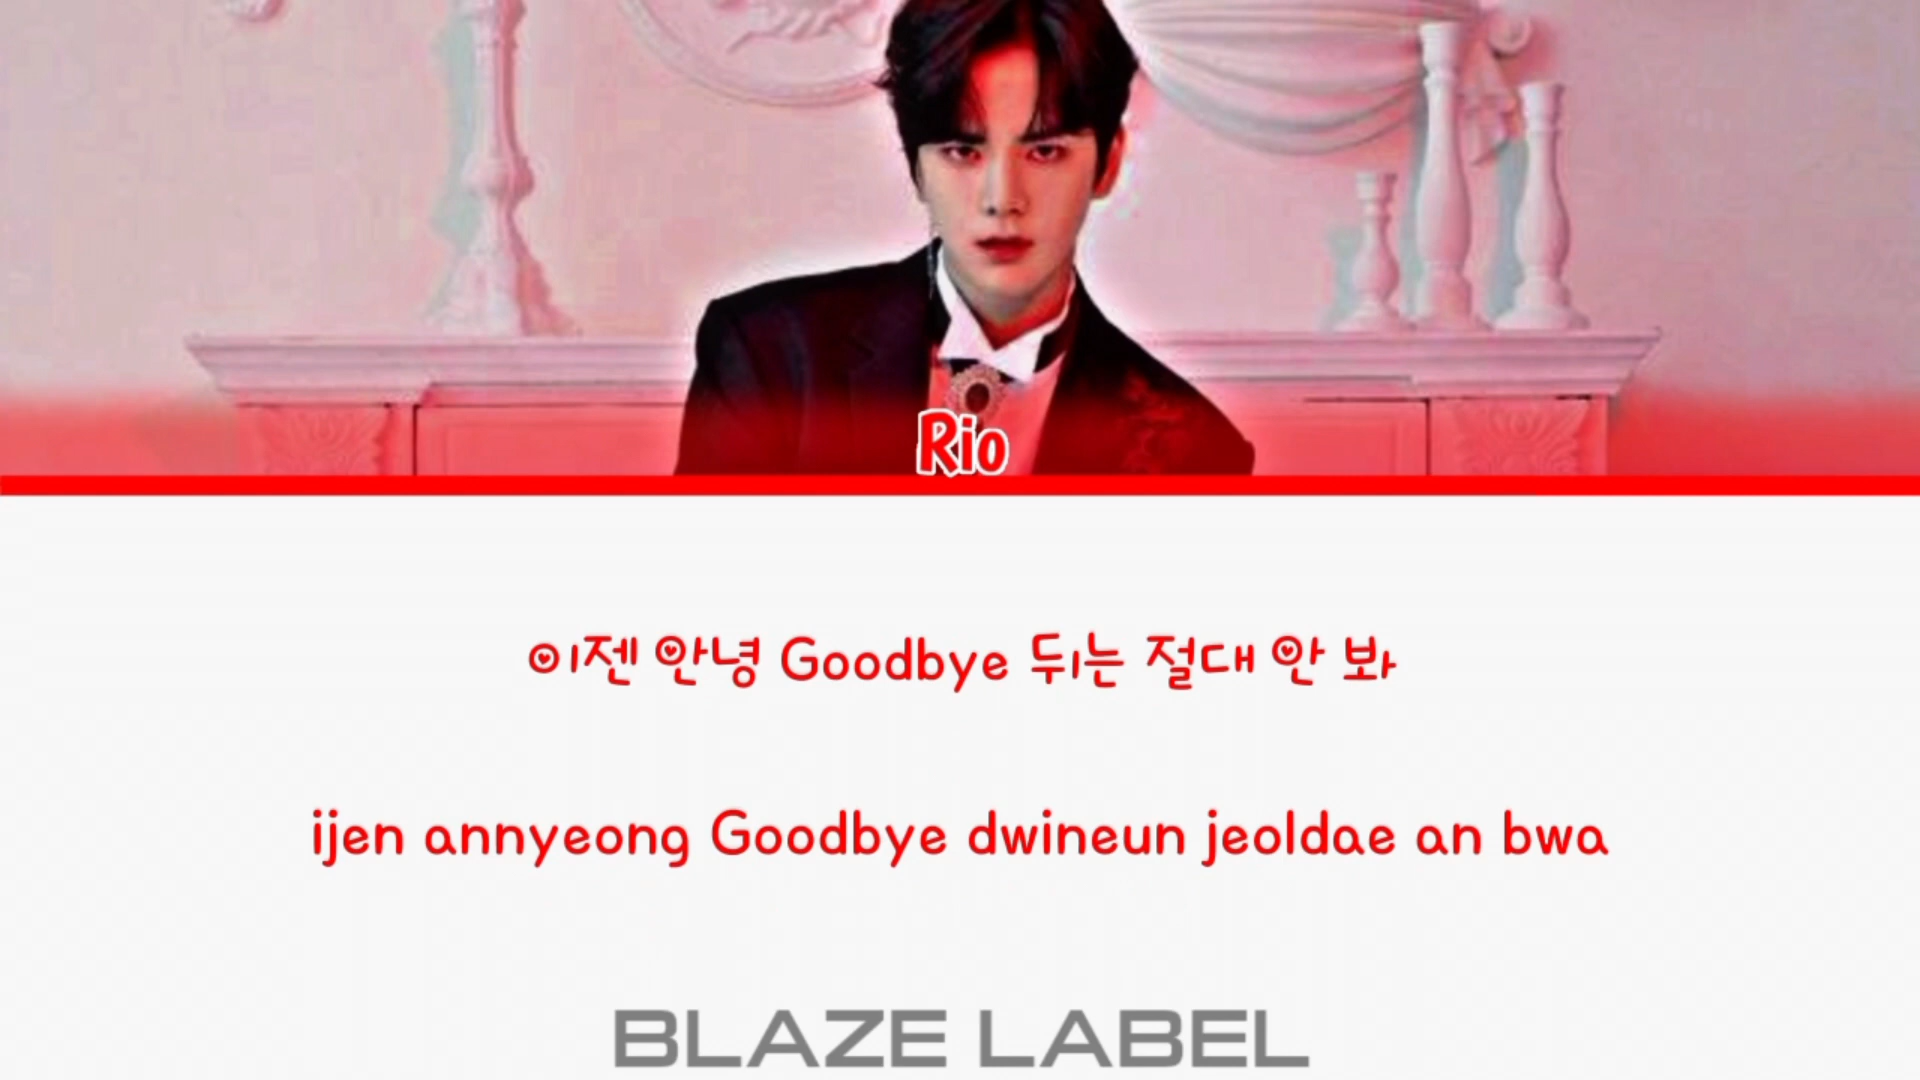 Rio
이젠 안녕 Goodbye 뒤는 절대 안 봐
ijen annyeong Goodbye dwineun jeoldae an bwa
BLAZE LABEL